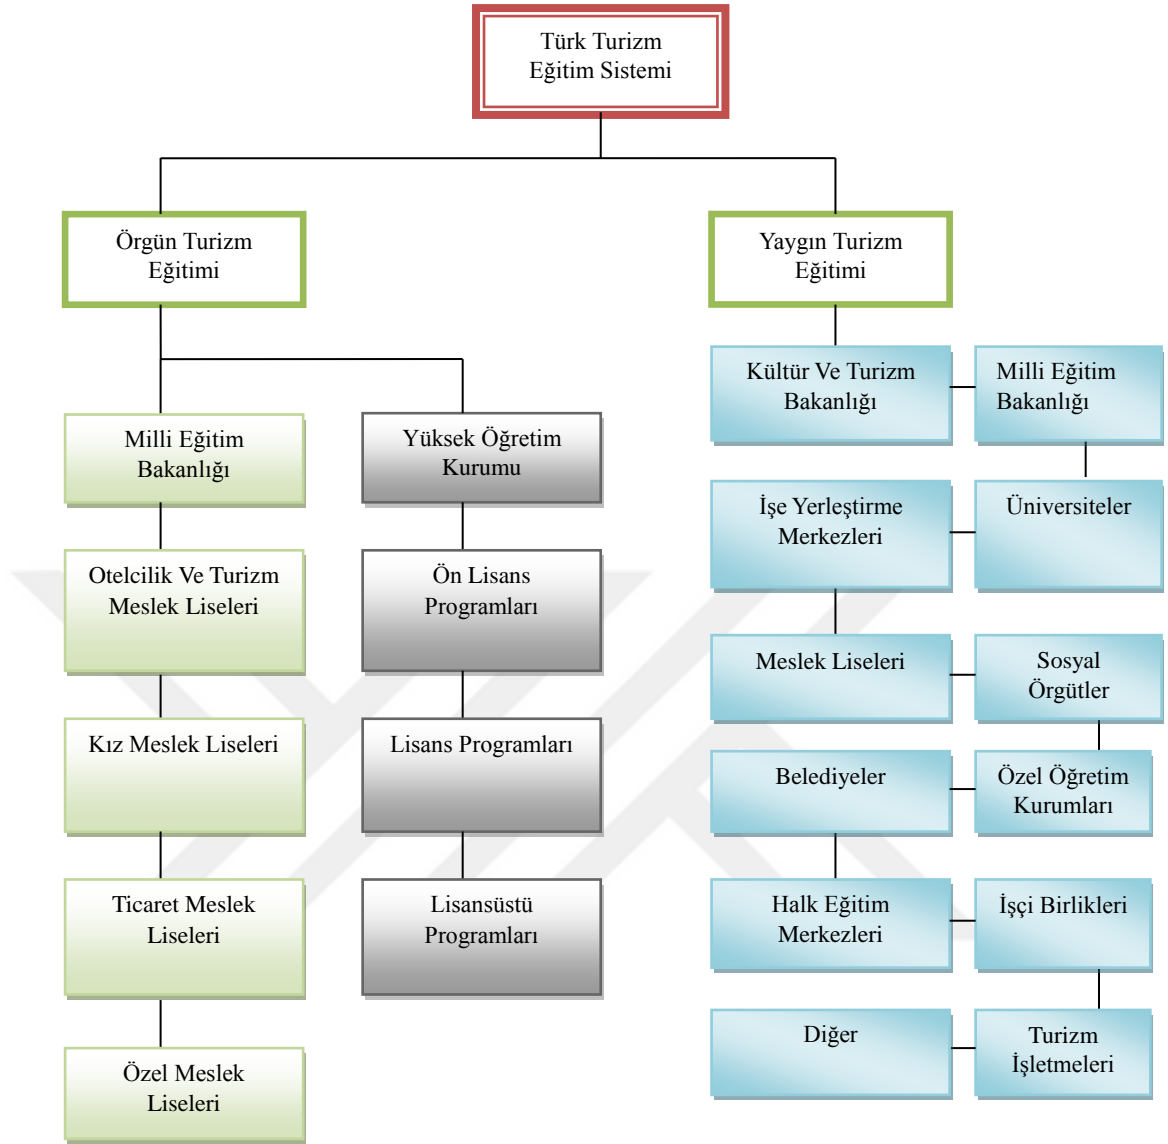 Türk Turizm
Eğitim Sistemi
Örgün Turizm
Eğitimi
Yaygın Turizm
Eğitimi
Milli Eğitim
Bakanlığı
Otelcilik Ve Turizm
Meslek Liseleri
Kız Meslek Liseleri
Ticaret Meslek
Liseleri
Özel Meslek
Liseleri
Yüksek Öğretim
Kurumu
Ön Lisans
Programları
Lisans Programları
Lisansüstü
Programları
Kültür Ve Turizm
Bakanlığı
Milli Eğitim
Bakanlığı
İşe Yerleştirme
Merkezleri
Üniversiteler
Meslek Liseleri
Sosyal
Örgütler
Belediyeler
Özel Öğretim
Kurumları
Halk Eğitim
Merkezleri
İşçi Birlikleri
Diğer
Turizm
İşletmeleri